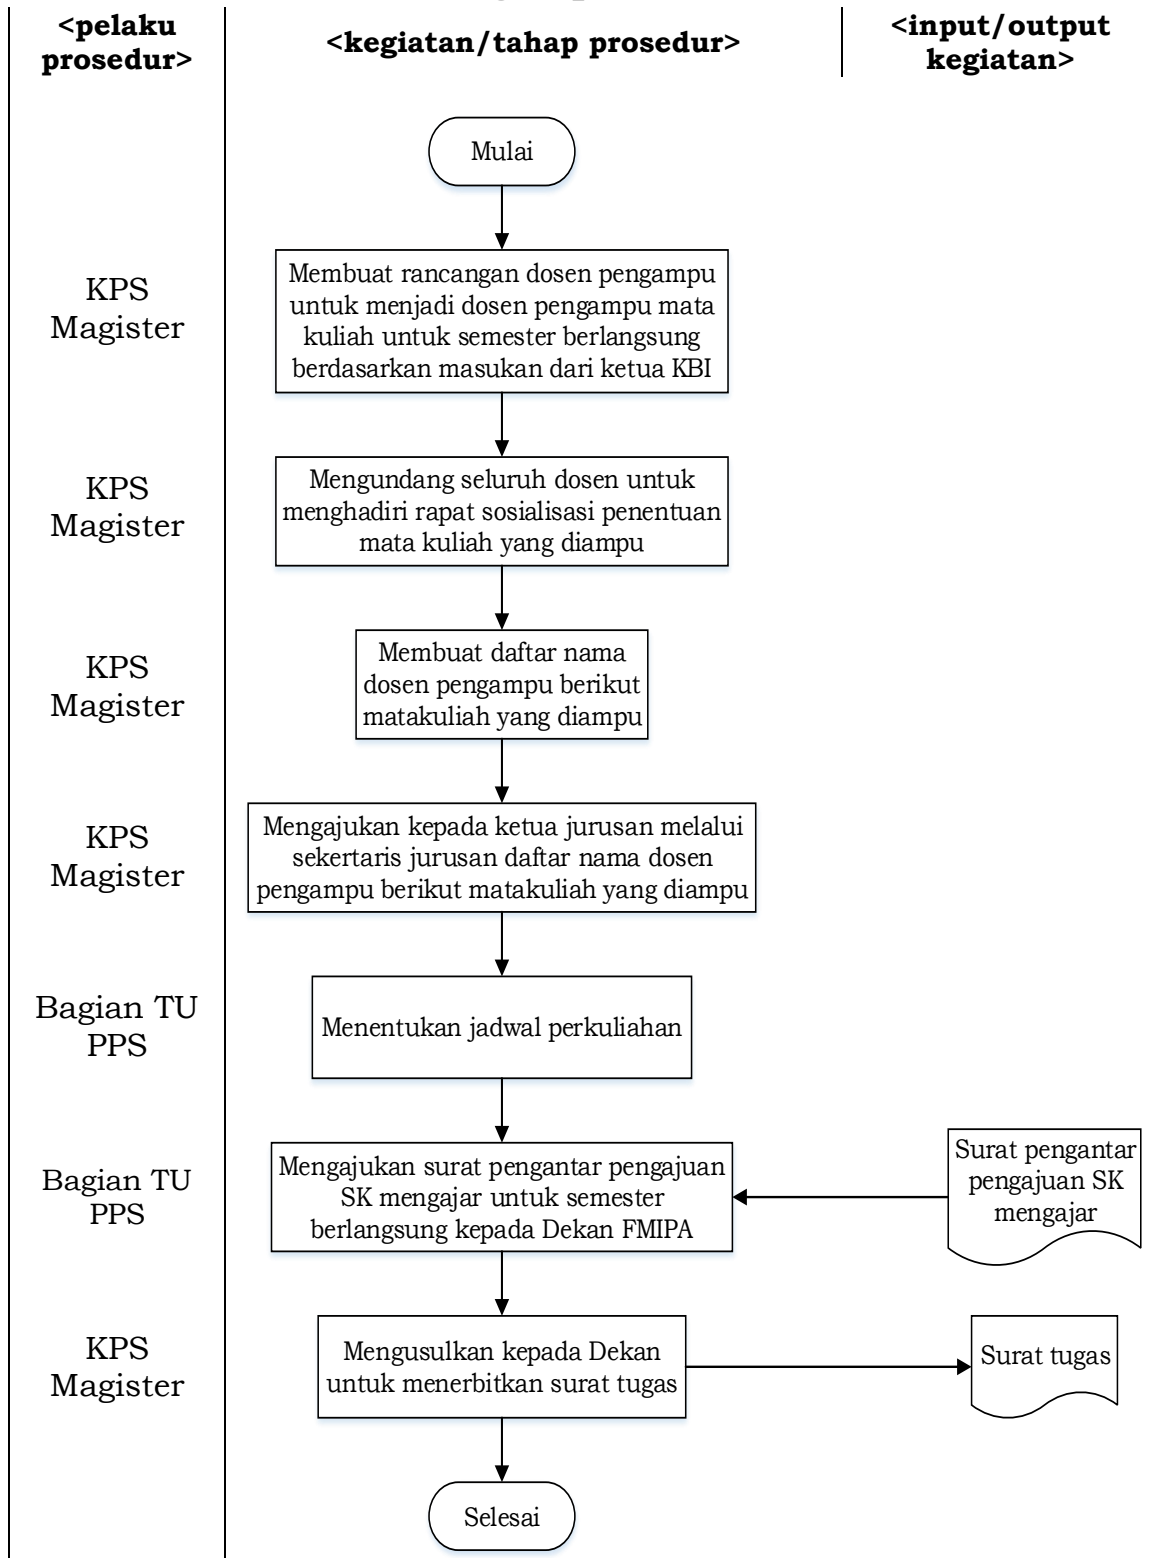 <pelaku
prosedur>
<kegiatan/tahap prosedur>
<input/output
kegiatan>
Mulai
KPS
Magister
Membuat rancangan dosen pengampu
untuk menjadi dosen pengampu mata
kuliah untuk semester berlangsung
berdasarkan masukan dari ketua KBI
KPS
Magister
Mengundang seluruh dosen untuk
menghadiri rapat sosialisasi penentuan
mata kuliah yang diampu
KPS
Magister
Membuat daftar nama
dosen pengampu berikut
matakuliah yang diampu
KPS
Magister
Mengajukan kepada ketua jurusan melalui
sekertaris jurusan daftar nama dosen
pengampu berikut matakuliah yang diampu
Bagian TU
PPS
Menentukan jadwal perkuliahan
Bagian TU
PPS
Mengajukan surat pengantar pengajuan
SK mengajar untuk semester
berlangsung kepada Dekan FMIPA
Surat pengantar
pengajuan SK
mengajar
KPS
Magister
Mengusulkan kepada Dekan
untuk menerbitkan surat tugas
Surat tugas
Selesai